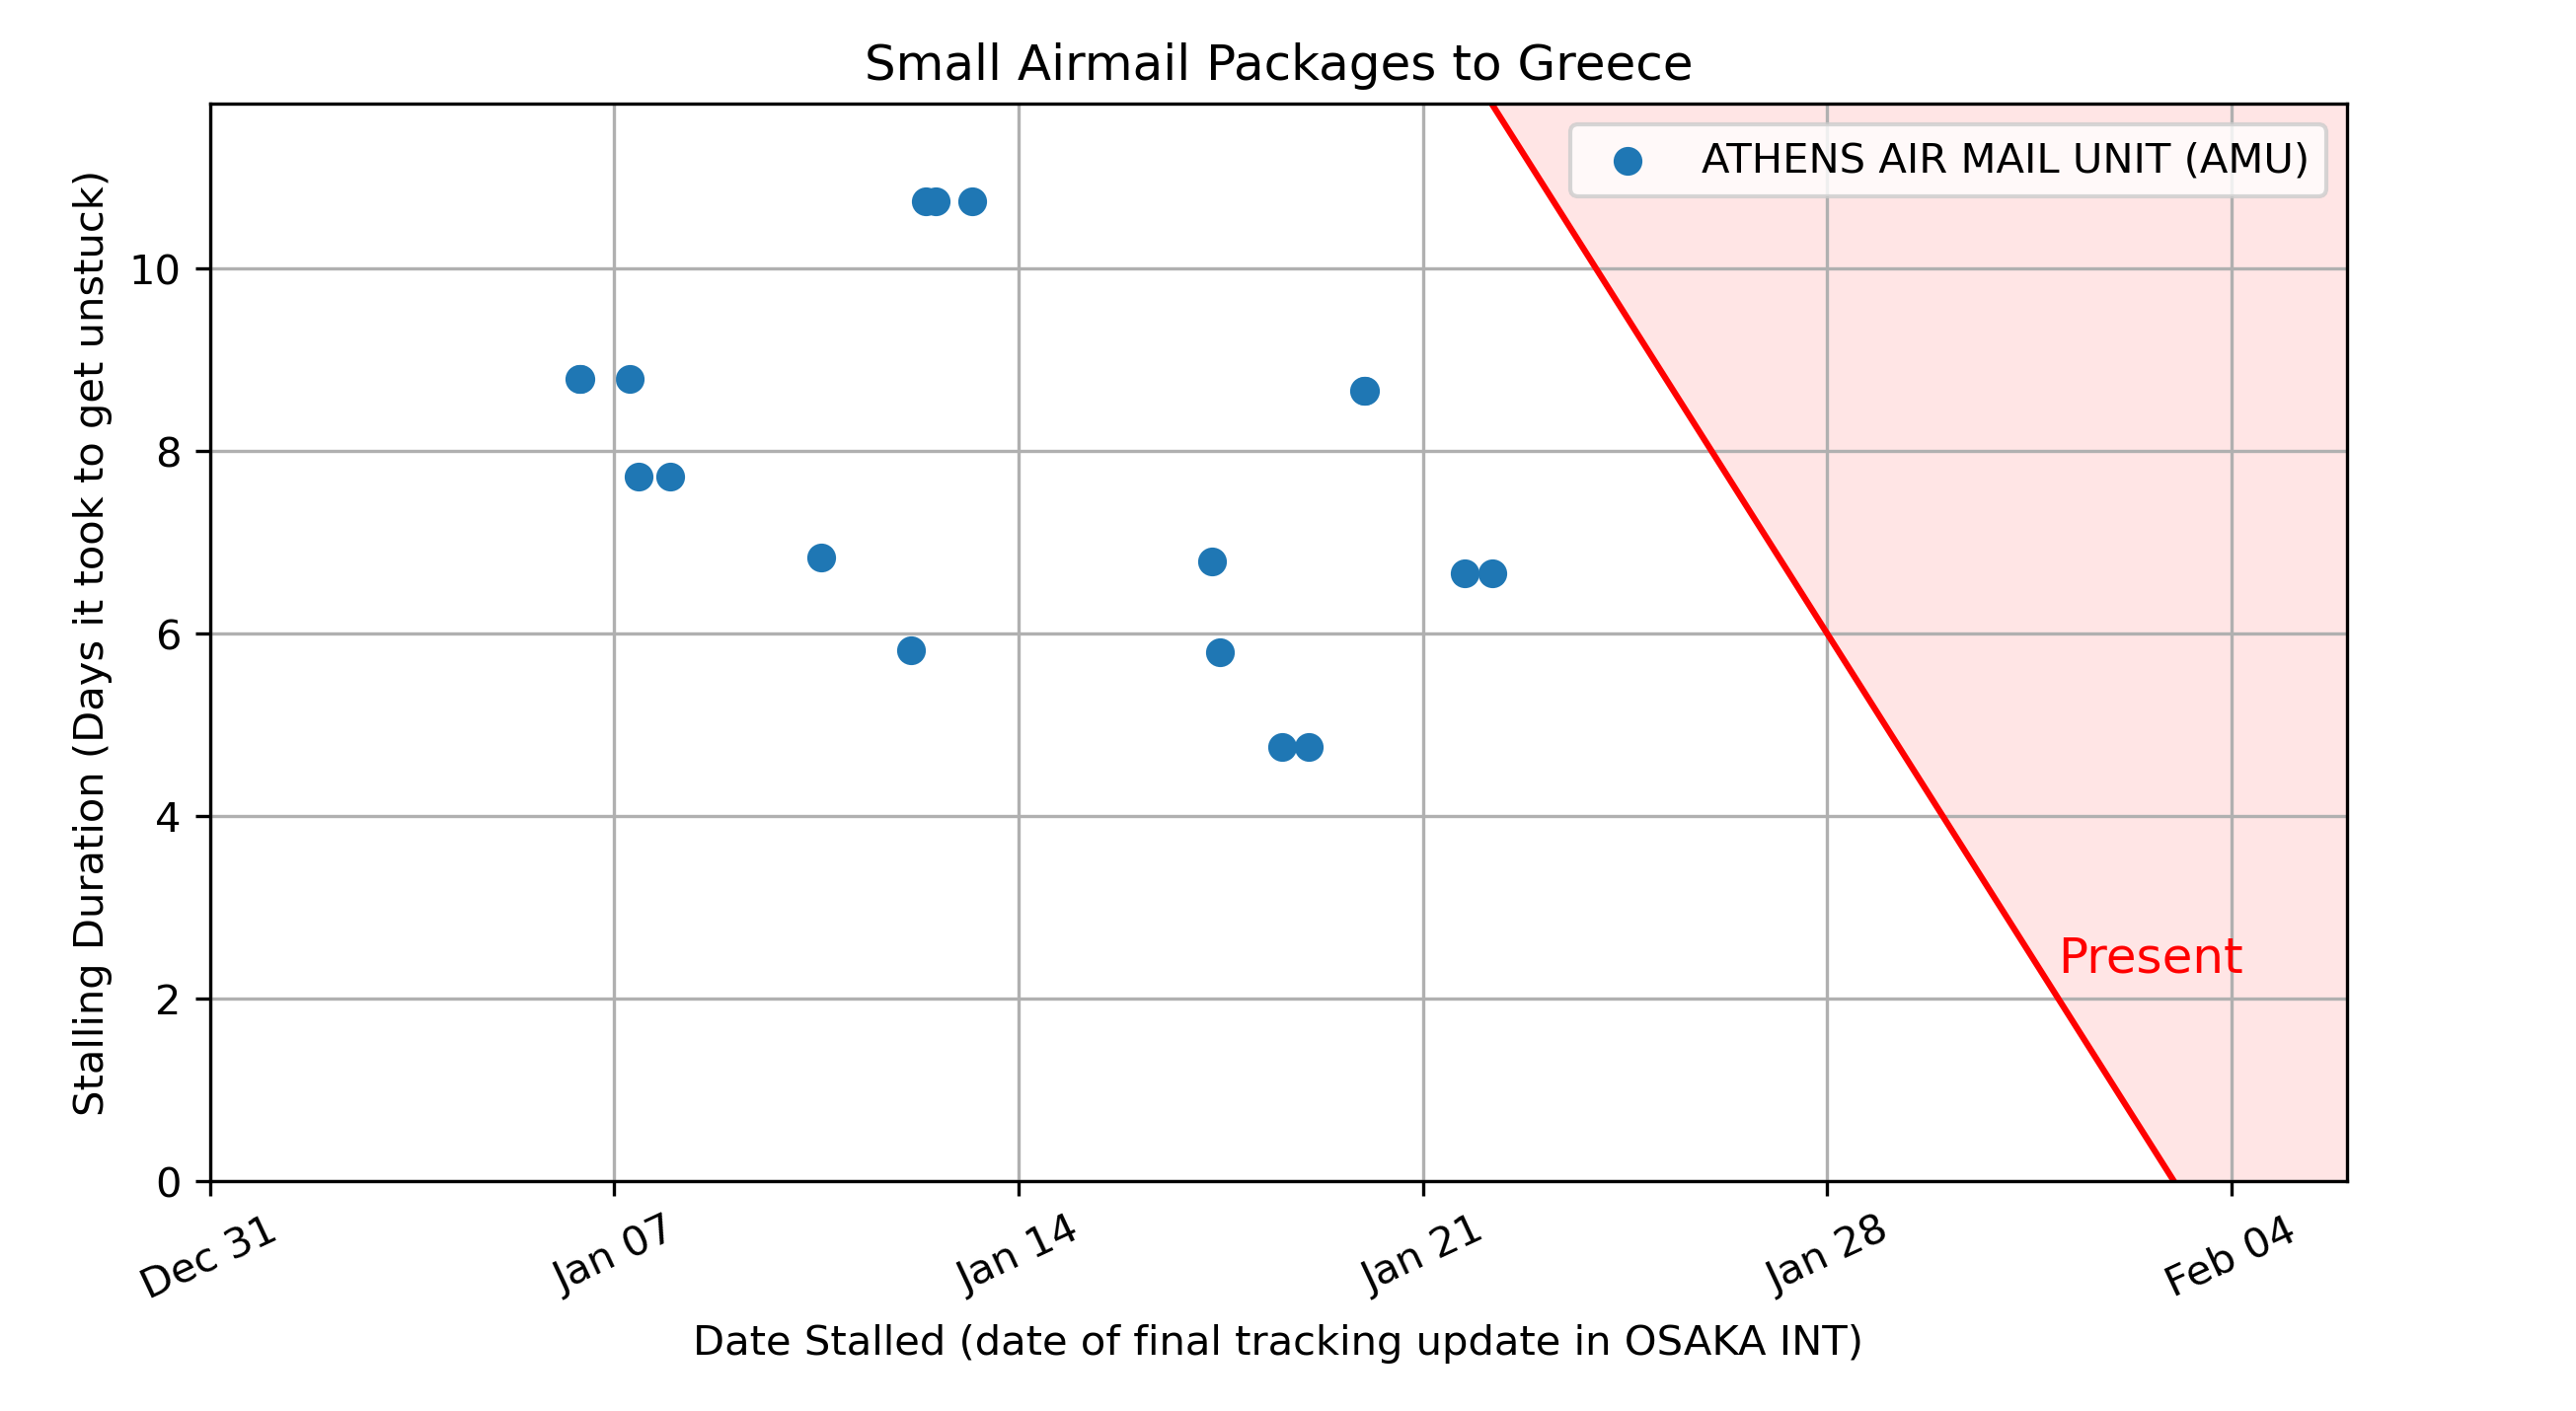 Small Airmail Packages to Greece
ATHENS AIR MAIL UNIT (AMU)
Stalling Duration (Days it took to get unstuck)
10
8
6
4
2
0
Present
Dec 31
Jan 07
Jan 14
Jan 21
Jan 28
Feb 04
Date Stalled (date of final tracking update in OSAKA INT)